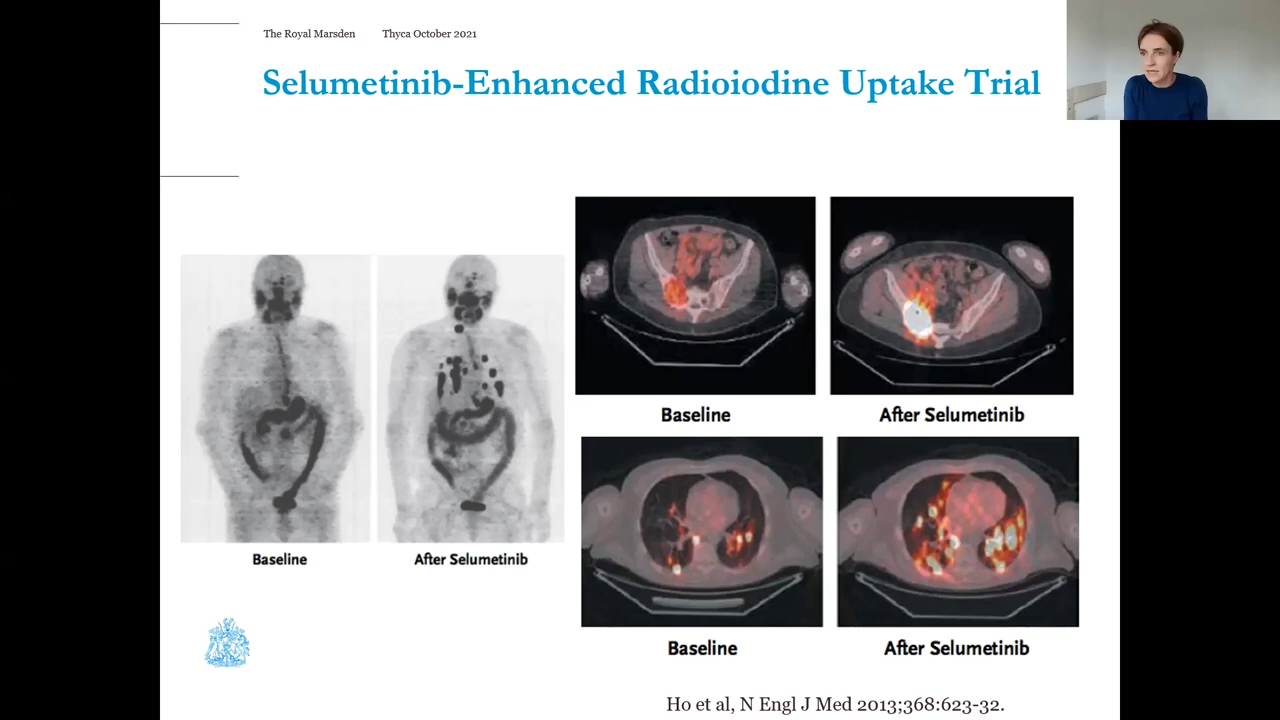 The Royal Marsden Thyca October 2021
Selumetinib-Enhanced Radioiodine Uptake Trial
Baseline After Selumetinib
Baseline After Selumetinib
Baseline After Selumetinib
Ho et al, N Engl J Med 2013;368:623-32.